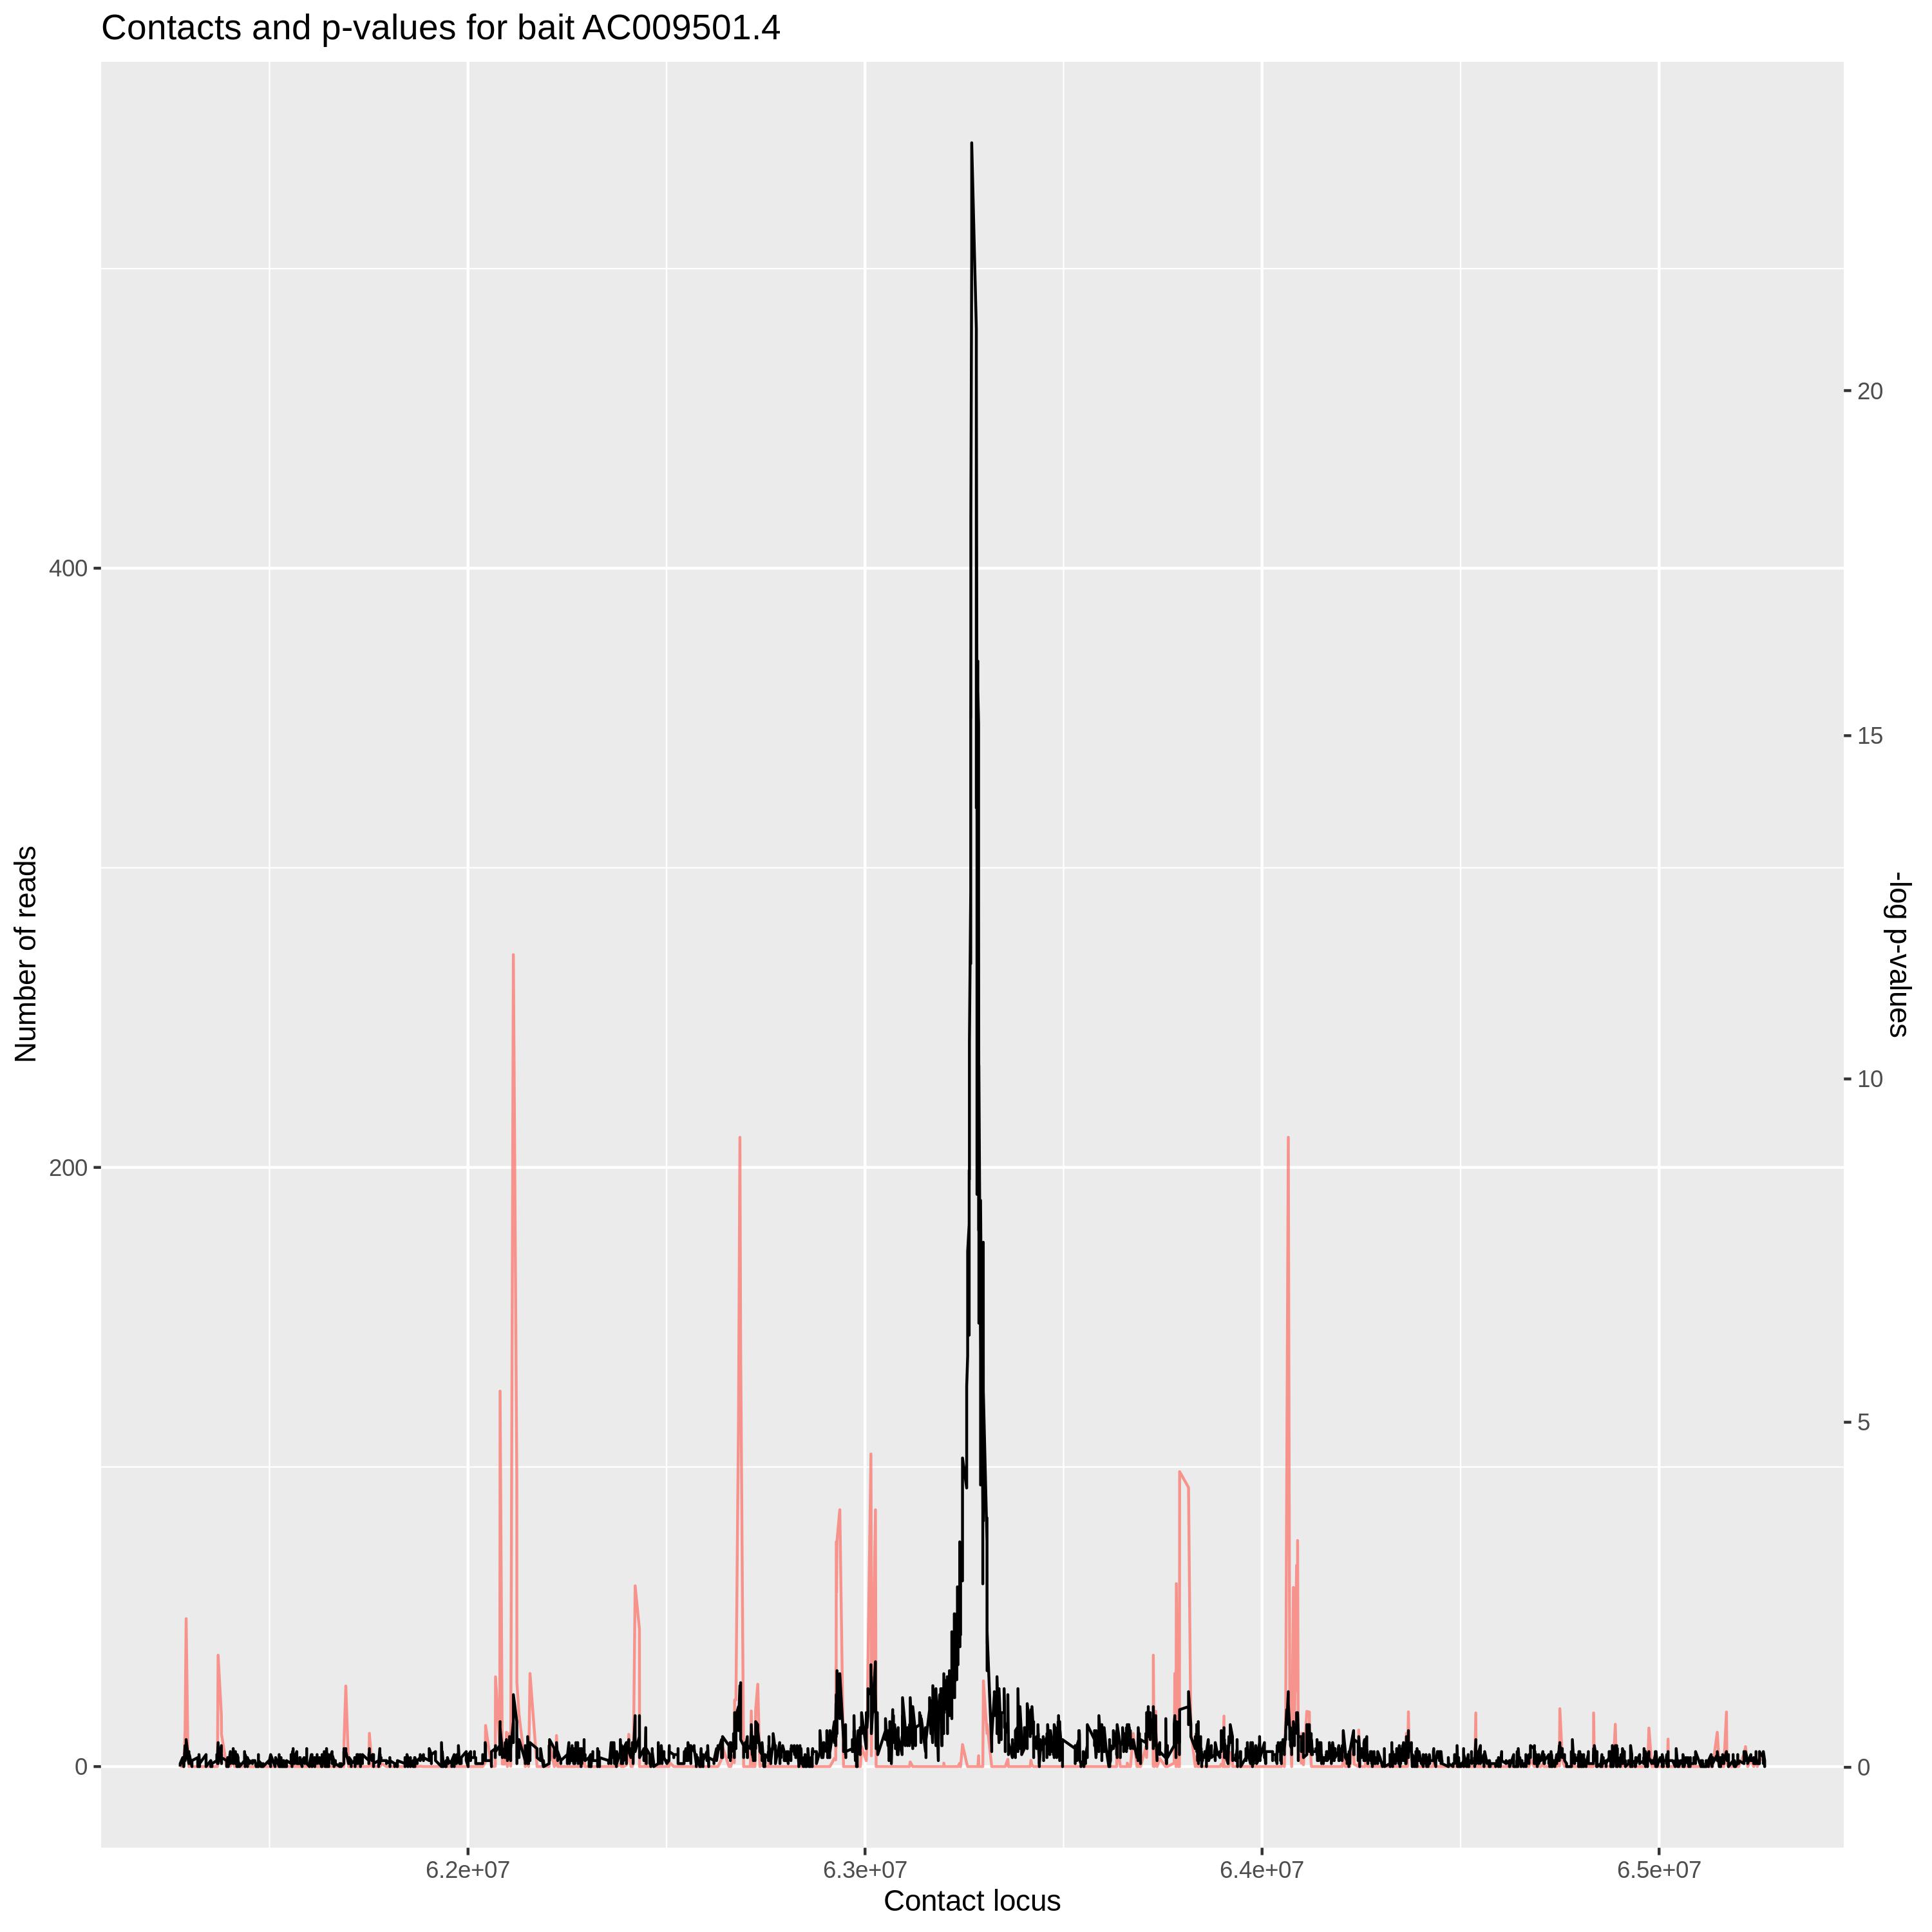 Contacts and p-values for bait AC009501.4
Number of reads
400
200
0
20
15
10
5
0
-log p-values
6.2e+07 6.3e+07 6.4e+07 6.5e+07
Contact locus